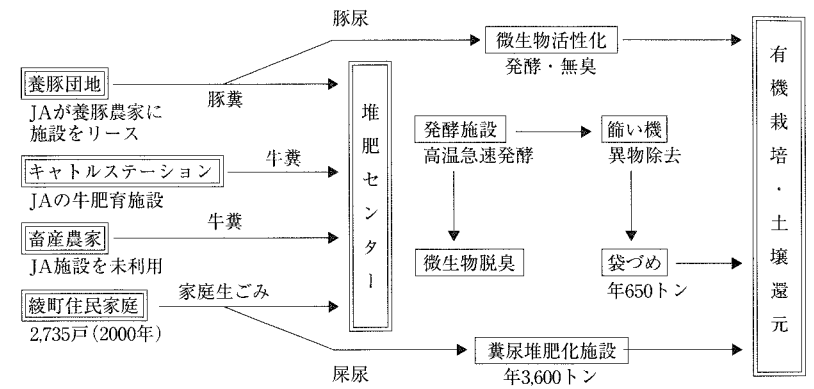 豚尿
微生物活性化
発酵・無臭
養豚団地
豚糞
JAが養豚農家に
施設をリース
発酵施設
高温急速発酵
篩い機
異物除去
牛糞
キャトルステーション
JAの牛肥育施設
牛糞
畜産農家
JA施設を未利用
堆肥センター
微生物脱臭
袋づめ
年650トン
家庭生ごみ
綾町住民家庭
2,735戸(2000年)
屎尿
糞尿堆肥化施設
年3,600トン
有機栽培・土壌還元